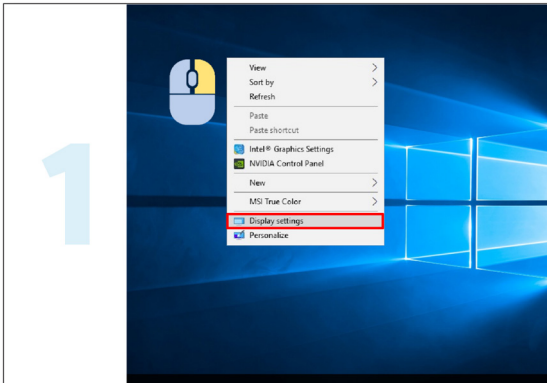 1
View
Sort by
Refresh
Paste
Paste shortcut
Intel® Graphics Settings
NVIDIA Control Panel
New
MSI True Color
Display settings
Personalize